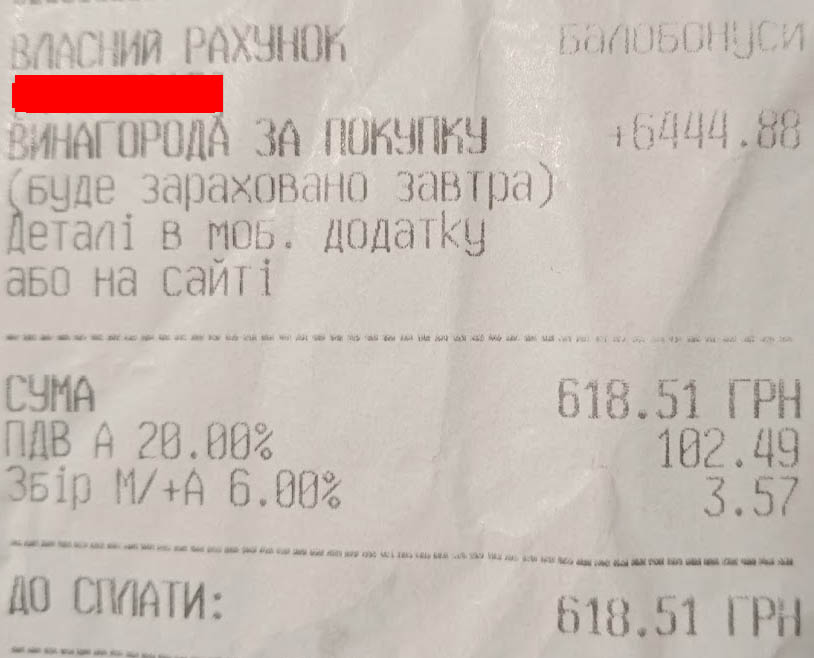 ВЛАСНИЙ РАХУНОК БАЛОБОНУСИ
ВИНАГОРОДА ЗА ПОКУПКУ +6444.88
(буде зараховано завтра)
Деталі в моб. додатку
або на сайті
СУМА 618.51 ГРН
ПДВ А 20.00% 102.49
Збір М/+А 6.00% 3.57
ДО СПЛАТИ: 618.51 ГРН